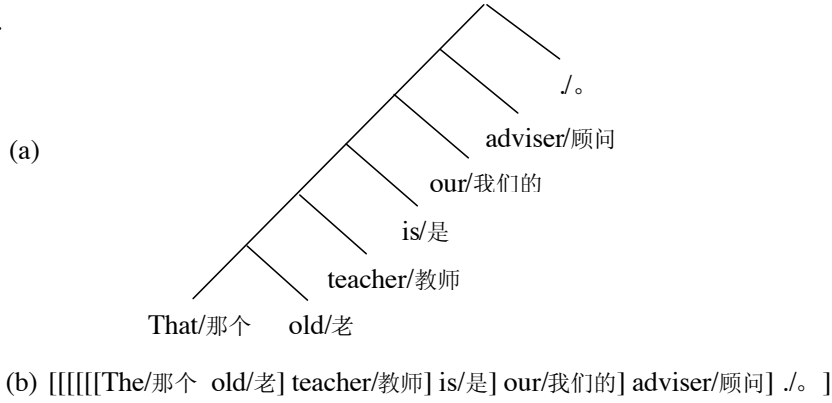 ./。
adviser/顾问
(a)
our/我们的
is/是
teacher/教师
That/那个 old/老
(b) [[[[[[The/那个 old/老] teacher/教师] is/是] our/我们的] adviser/顾问] ./。 ]